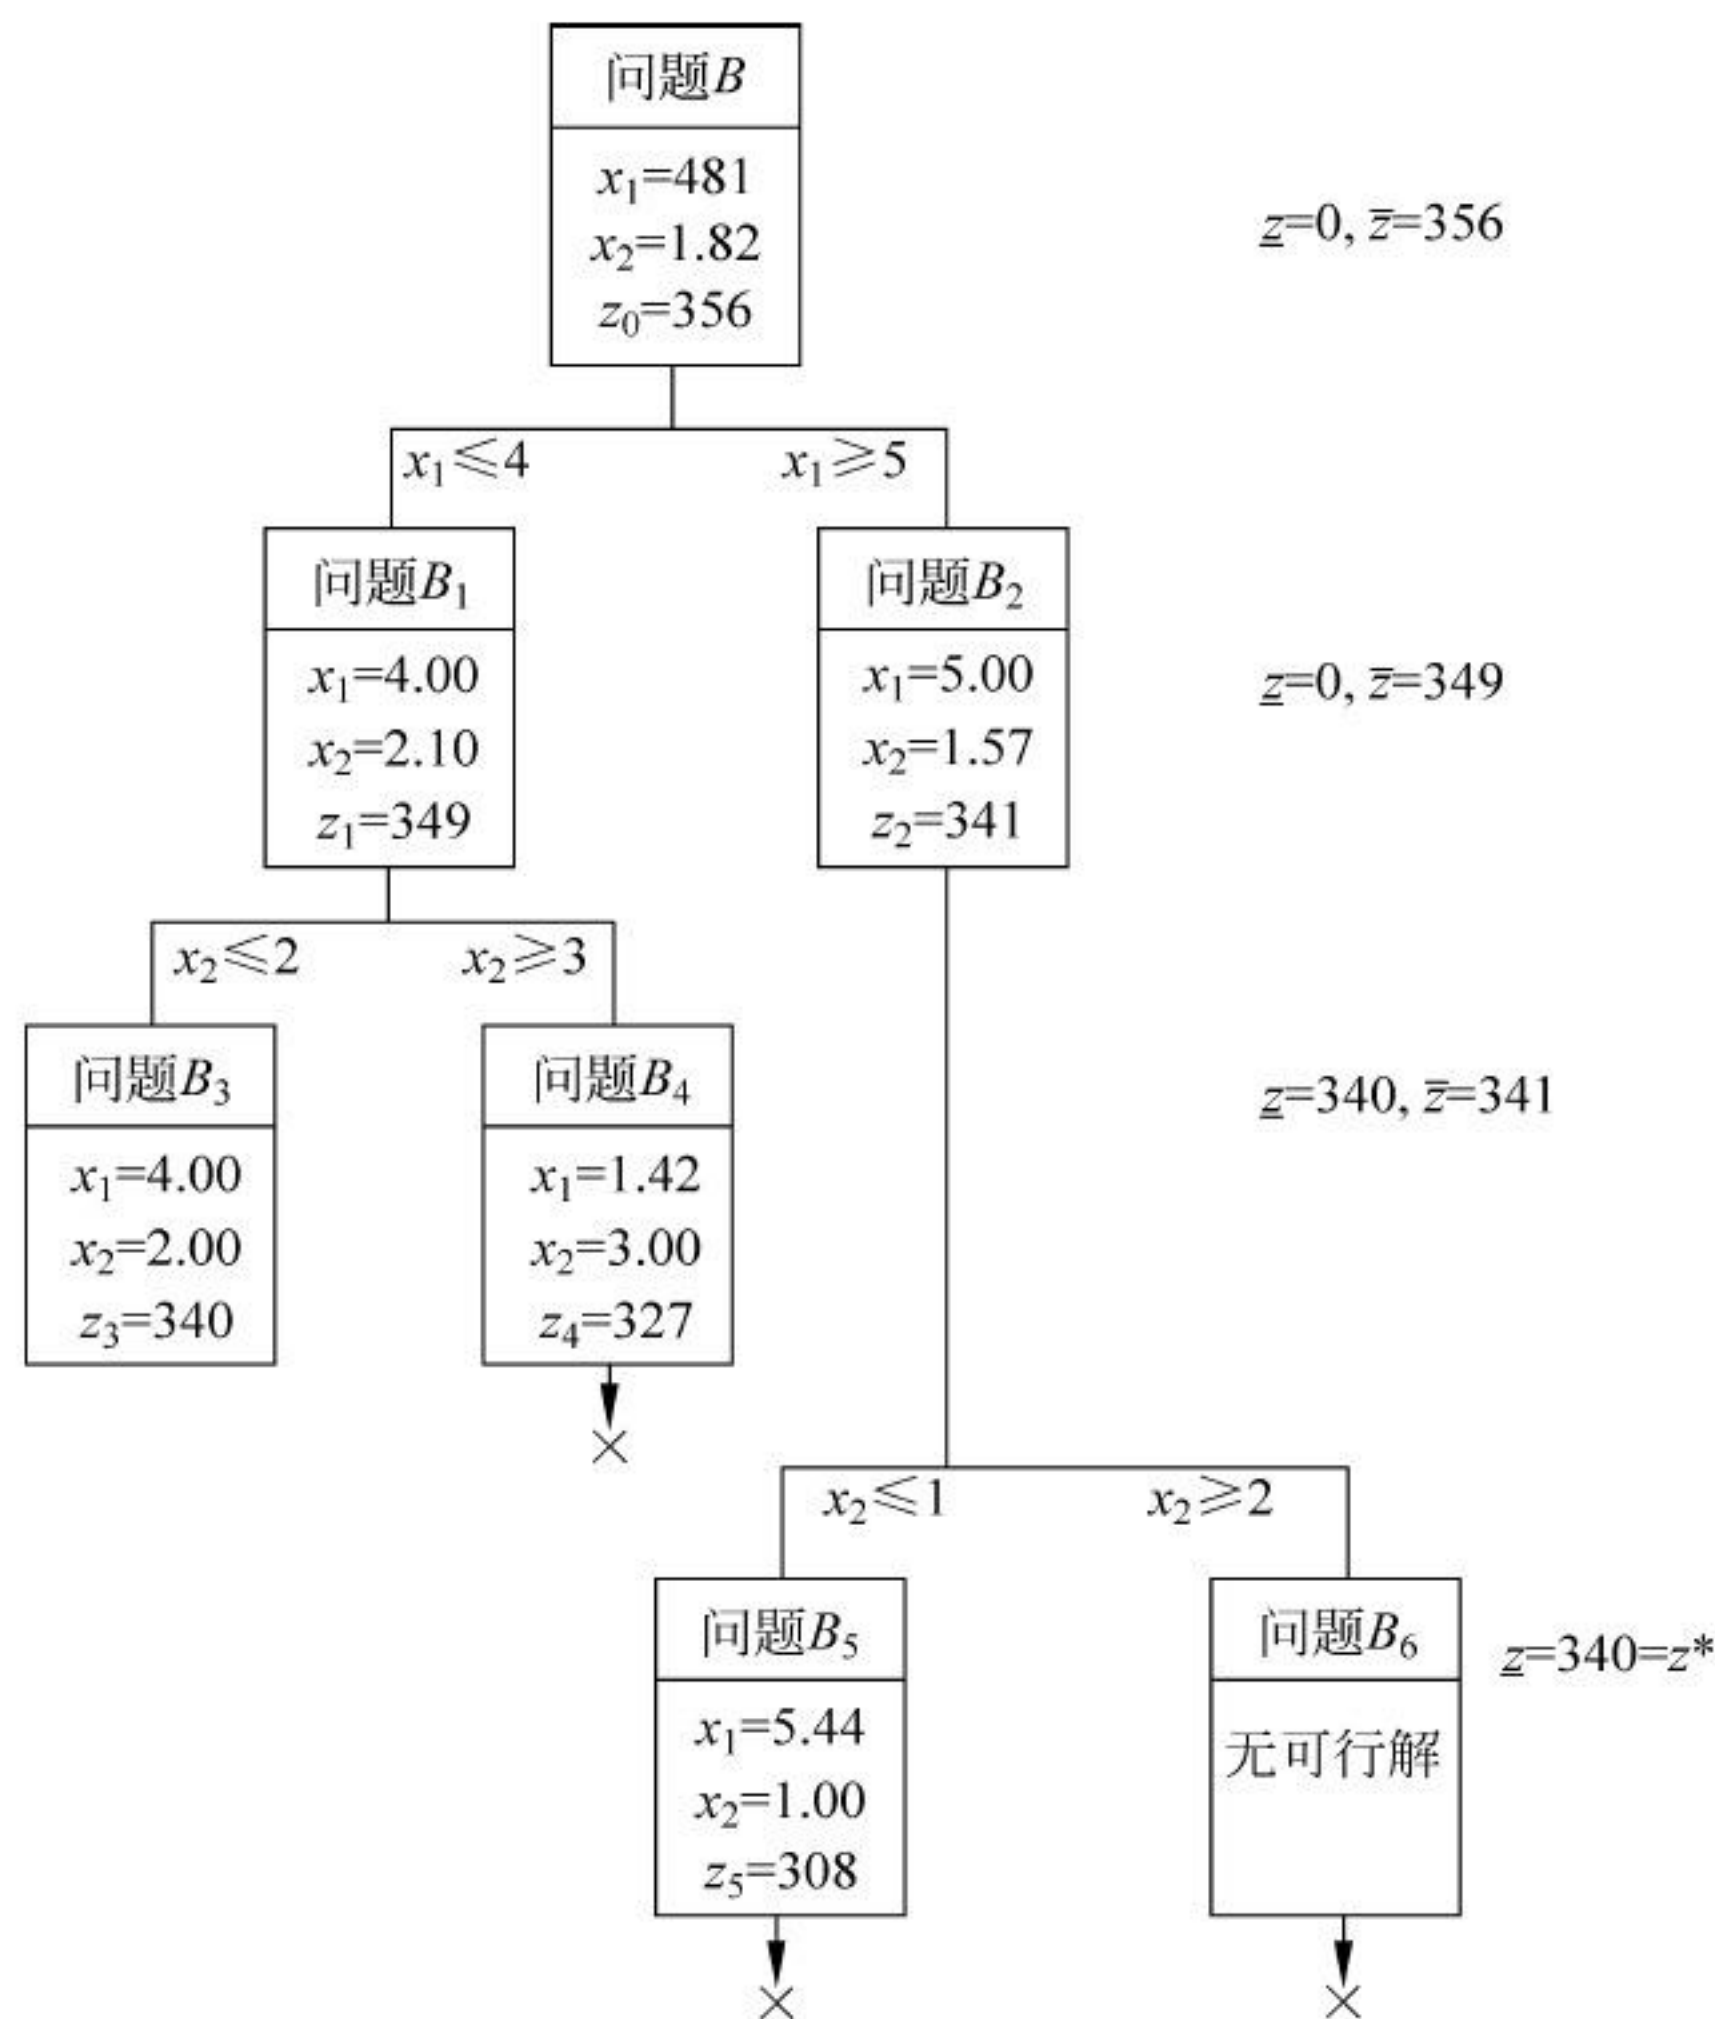 问题B
x₁=481
x₂=1.82
z₀=356
z̲=0, z̄=356
x₁≤4
x₁≥5
问题B₁
x₁=4.00
x₂=2.10
z₁=349
问题B₂
x₁=5.00
x₂=1.57
z₂=341
z̲=0, z̄=349
x₂≤2
x₂≥3
问题B₃
x₁=4.00
x₂=2.00
z₃=340
问题B₄
x₁=1.42
x₂=3.00
z₄=327
×
z̲=340, z̄=341
x₂≤1
x₂≥2
问题B₅
x₁=5.44
x₂=1.00
z₅=308
×
问题B₆
无可行解
×
z̲=340=z*